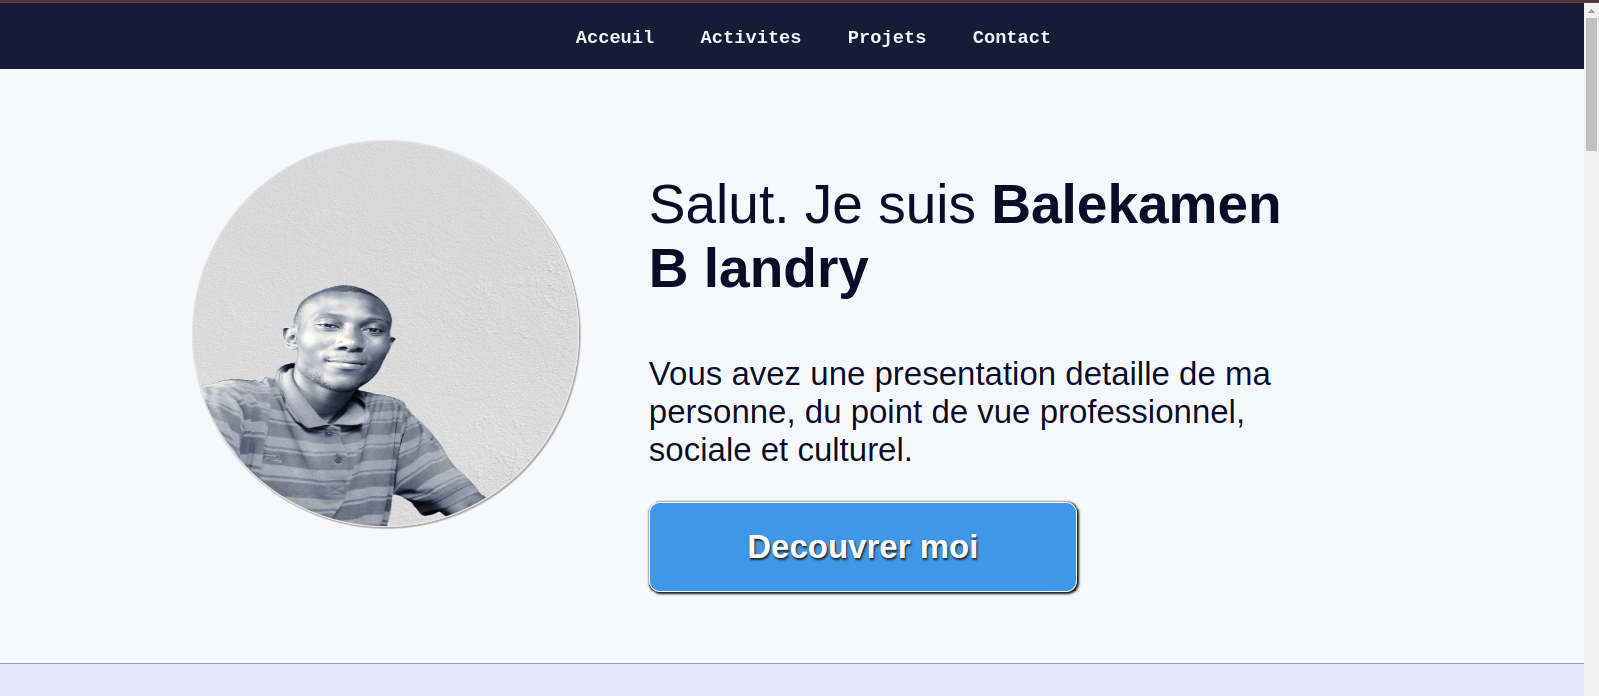 Acceuil Activites Projets Contact
Salut. Je suis Balekamen
B landry
Vous avez une presentation detaille de ma
personne, du point de vue professionnel,
sociale et culturel.
Decouvrer moi